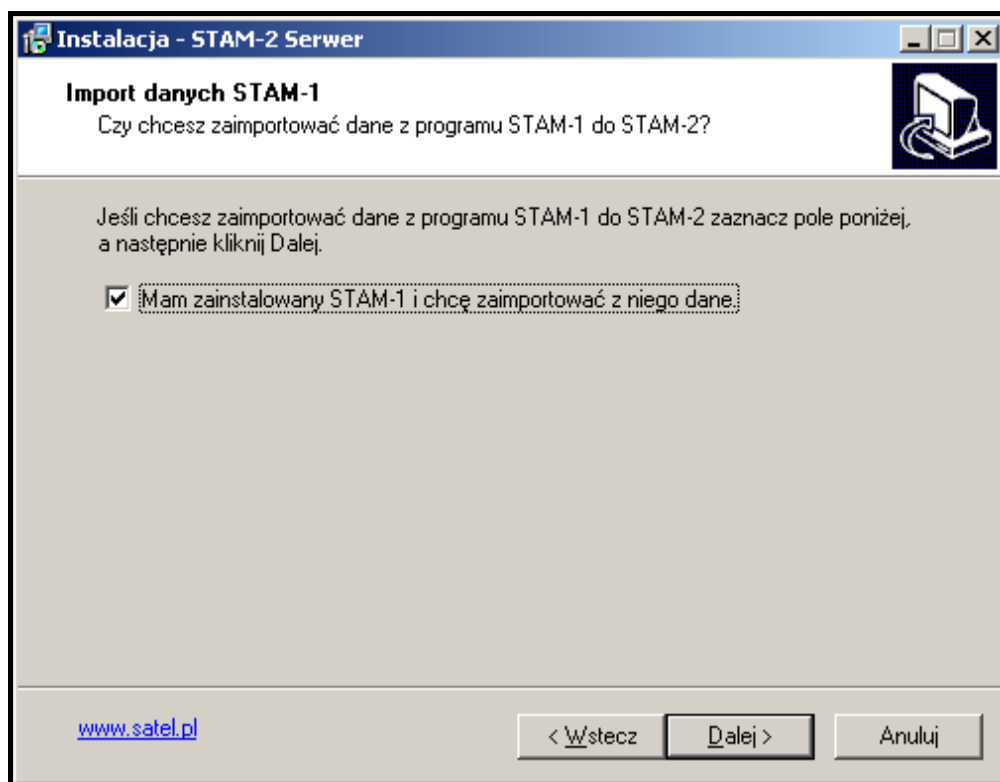 Instalacja - STAM-2 Serwer
Import danych STAM-1
Czy chcesz zaimportować dane z programu STAM-1 do STAM-2?
Jeśli chcesz zaimportować dane z programu STAM-1 do STAM-2 zaznacz pole poniżej,
a następnie kliknij Dalej.
Mam zainstalowany STAM-1 i chcę zaimportować z niego dane.
www.satel.pl
< Wstecz
Dalej >
Anuluj